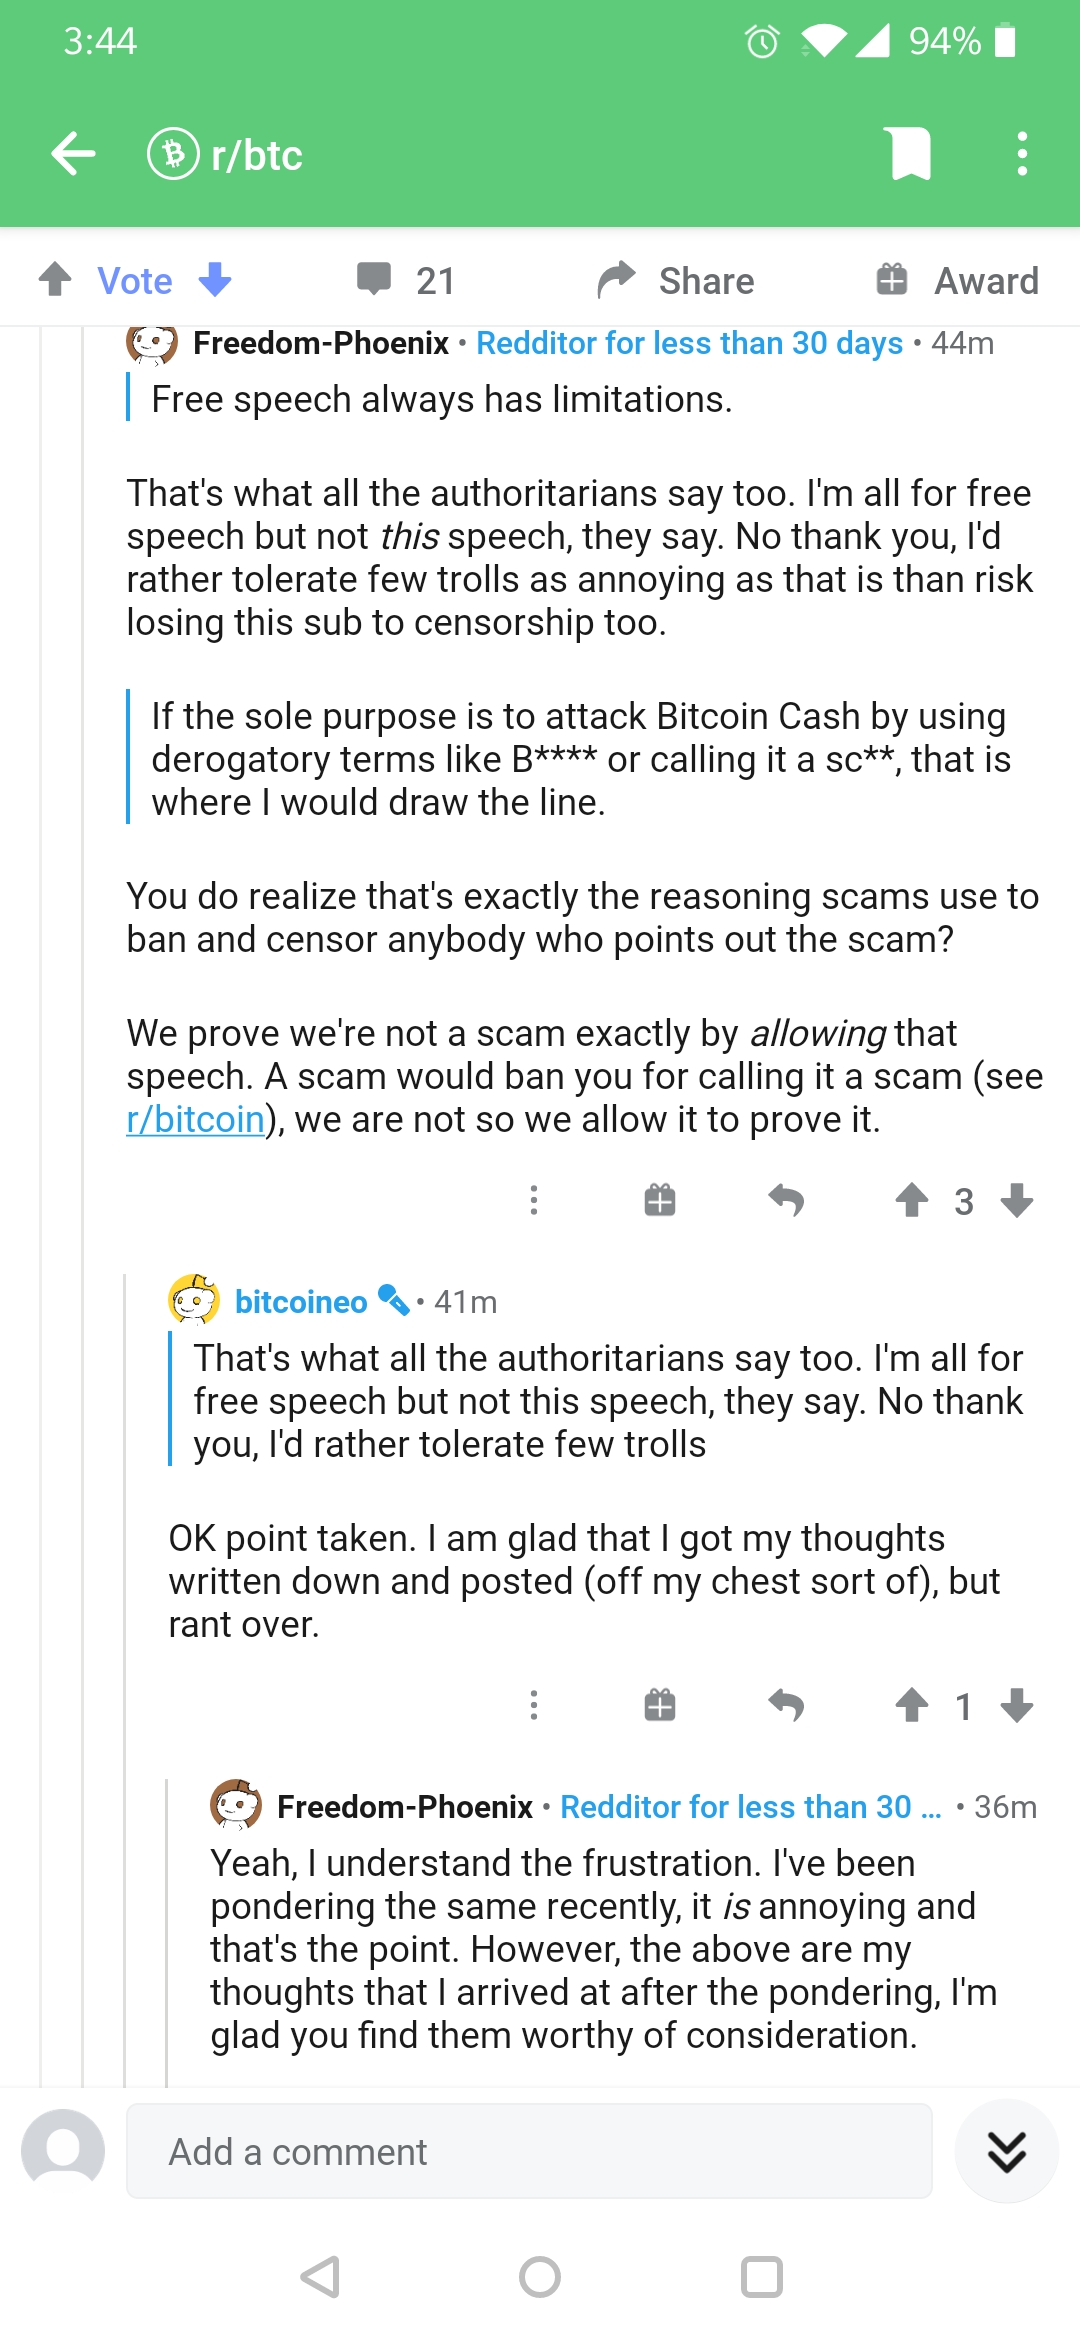 3:44
94%
r/btc
Vote
21
Share
Award
Freedom-Phoenix • Redditor for less than 30 days • 44m
Free speech always has limitations.
That's what all the authoritarians say too. I'm all for free
speech but not this speech, they say. No thank you, I'd
rather tolerate few trolls as annoying as that is than risk
losing this sub to censorship too.
If the sole purpose is to attack Bitcoin Cash by using
derogatory terms like B**** or calling it a sc**, that is
where I would draw the line.
You do realize that's exactly the reasoning scams use to
ban and censor anybody who points out the scam?
We prove we're not a scam exactly by allowing that
speech. A scam would ban you for calling it a scam (see
r/bitcoin), we are not so we allow it to prove it.
3
bitcoineo • 41m
That's what all the authoritarians say too. I'm all for
free speech but not this speech, they say. No thank
you, I'd rather tolerate few trolls
OK point taken. I am glad that I got my thoughts
written down and posted (off my chest sort of), but
rant over.
1
Freedom-Phoenix • Redditor for less than 30 ... • 36m
Yeah, I understand the frustration. I've been
pondering the same recently, it is annoying and
that's the point. However, the above are my
thoughts that I arrived at after the pondering, I'm
glad you find them worthy of consideration.
Add a comment